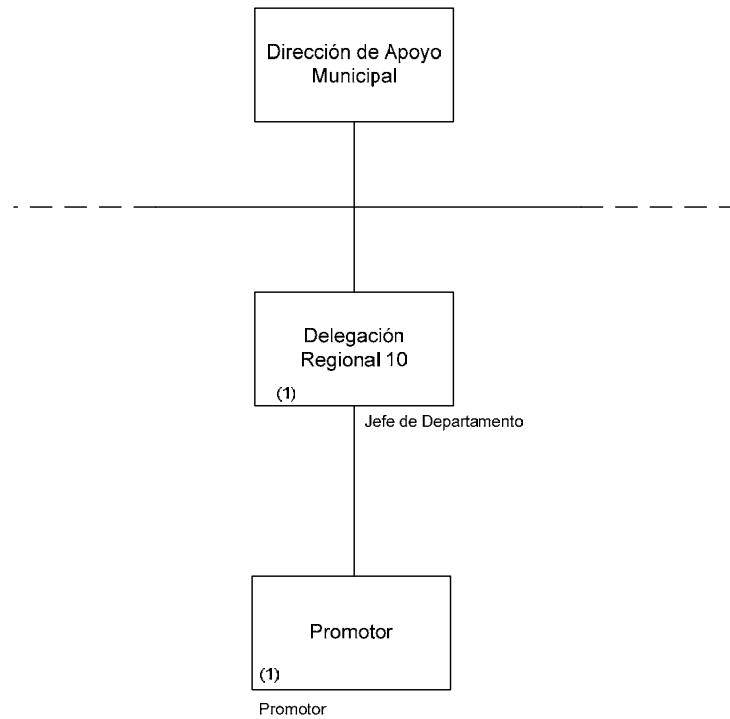 Dirección de Apoyo
Municipal
Delegación
Regional 10
(1)
Jefe de Departamento
Promotor
(1)
Promotor